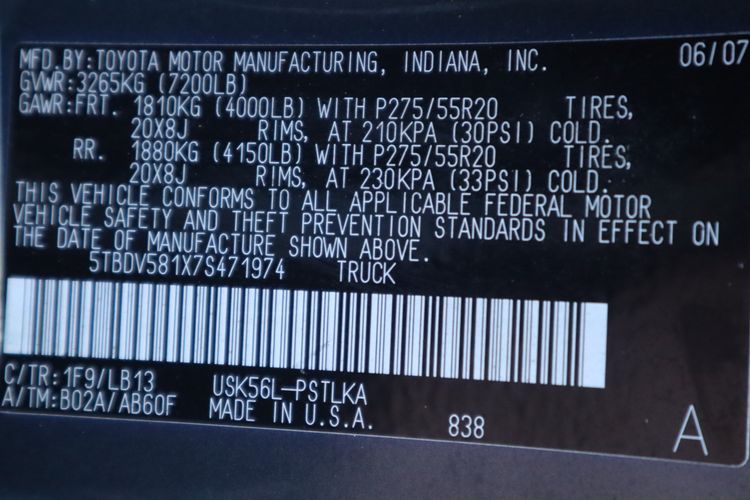 MFD.BY:TOYOTA MOTOR MANUFACTURING, INDIANA, INC. 06/07
GVWR:3265KG (7200LB)
GAWR:FRT. 1810KG (4000LB) WITH P275/55R20 TIRES,
20X8J RIMS, AT 210KPA (30PSI) COLD.
RR. 1880KG (4150LB) WITH P275/55R20 TIRES,
20X8J RIMS, AT 230KPA (33PSI) COLD.
THIS VEHICLE CONFORMS TO ALL APPLICABLE FEDERAL MOTOR
VEHICLE SAFETY AND THEFT PREVENTION STANDARDS IN EFFECT ON
THE DATE OF MANUFACTURE SHOWN ABOVE.
5TBDV581X7S471974 TRUCK
C/TR:1F9/LB13 USK56L-PSTLKA
A/TM:B02A/AB60F MADE IN U.S.A. 838 A